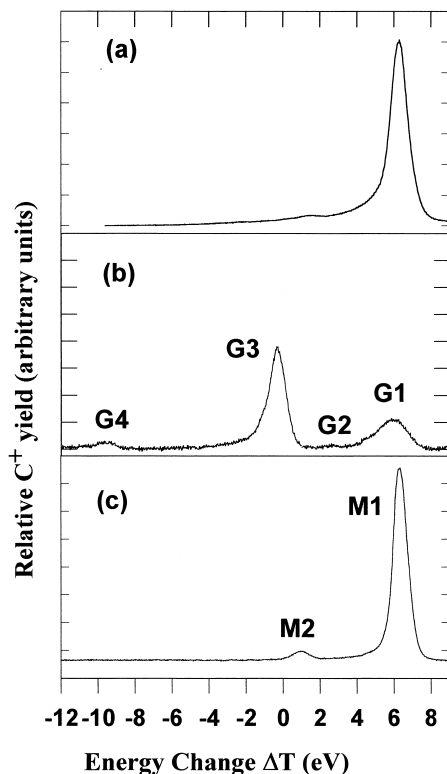 (a)
(b)
G3
G4
G2
G1
(c)
M1
M2
Relative C+ yield (arbitrary units)
-12 -10 -8 -6 -4 -2 0 2 4 6 8
Energy Change ΔT (eV)